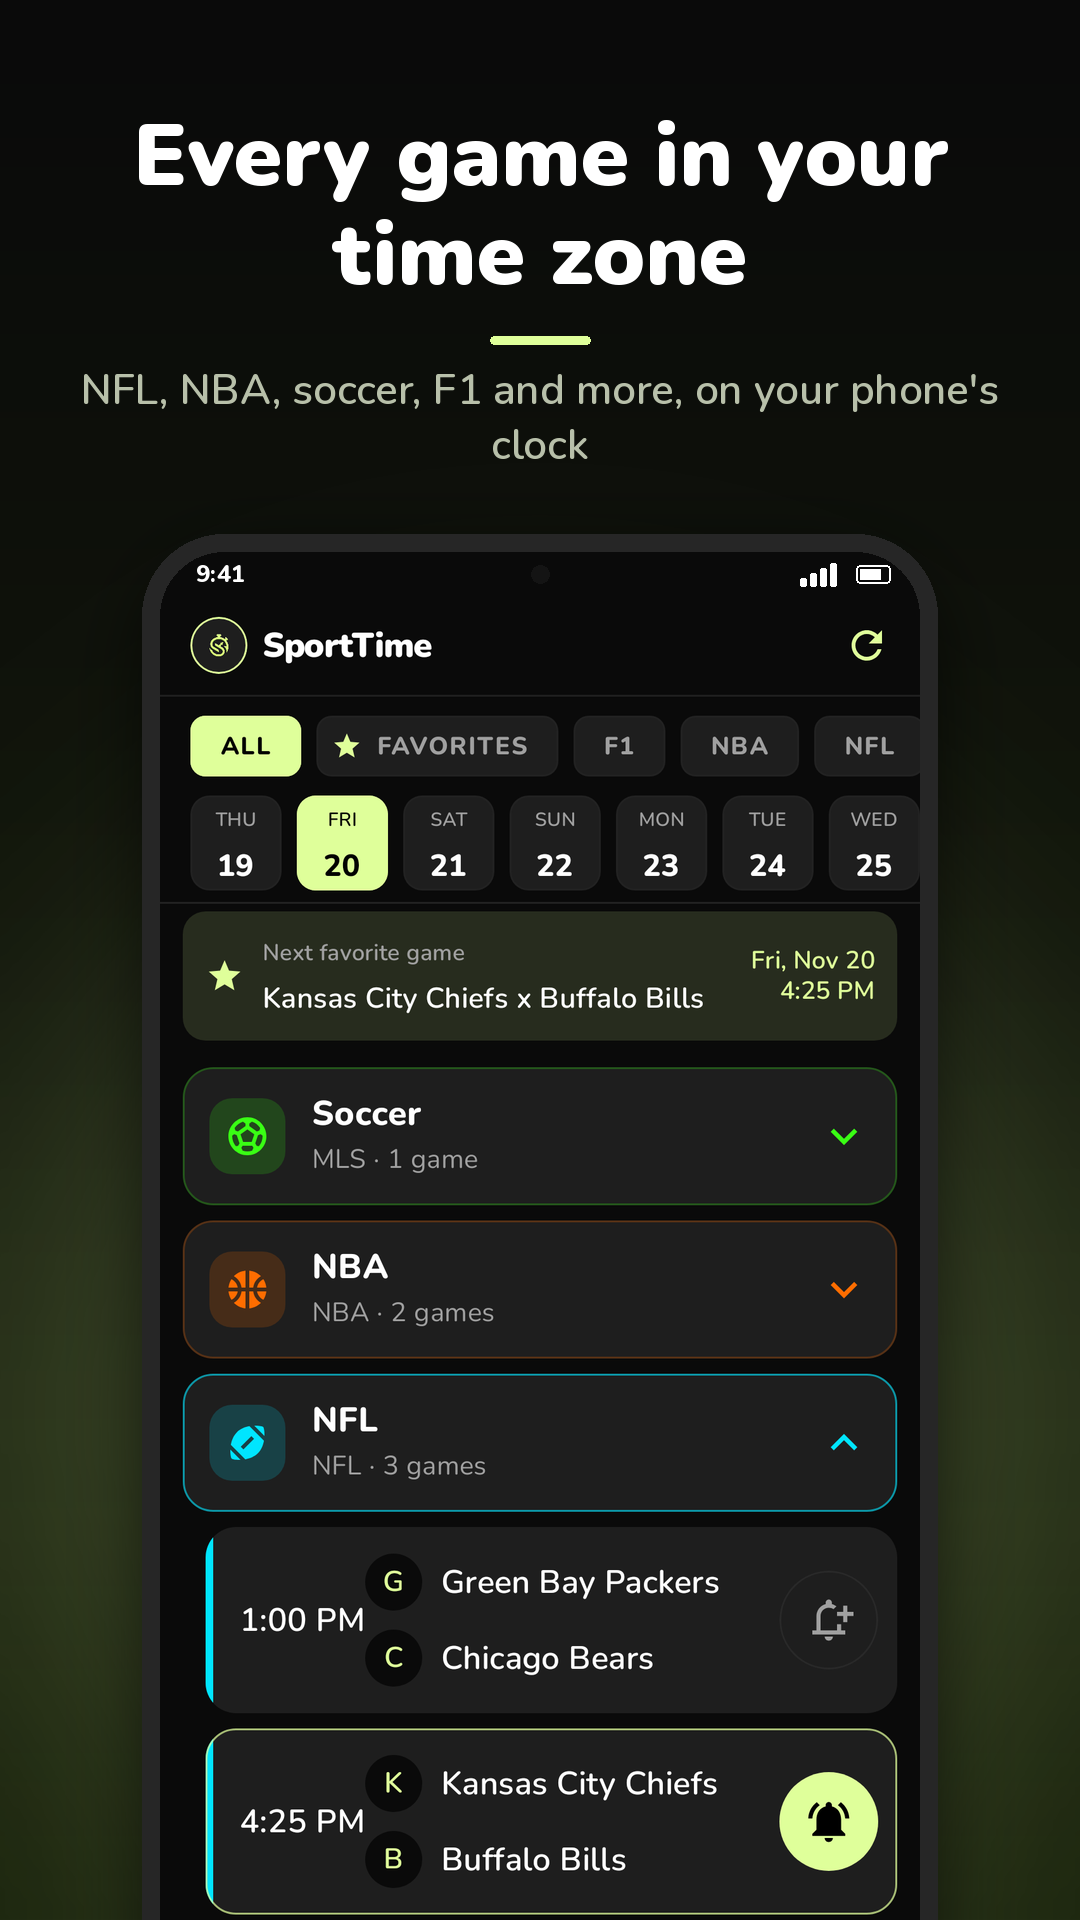 Every game in your
time zone
NFL, NBA, soccer, F1 and more, on your phone's
clock
9:41
SportTime
ALL
FAVORITES
F1
NBA
NFL
THU
19
FRI
20
SAT
21
SUN
22
MON
23
TUE
24
WED
25
Next favorite game
Kansas City Chiefs x Buffalo Bills
Fri, Nov 20
4:25 PM
Soccer
MLS · 1 game
NBA
NBA · 2 games
NFL
NFL · 3 games
1:00 PM
G
Green Bay Packers
C
Chicago Bears
4:25 PM
K
Kansas City Chiefs
B
Buffalo Bills